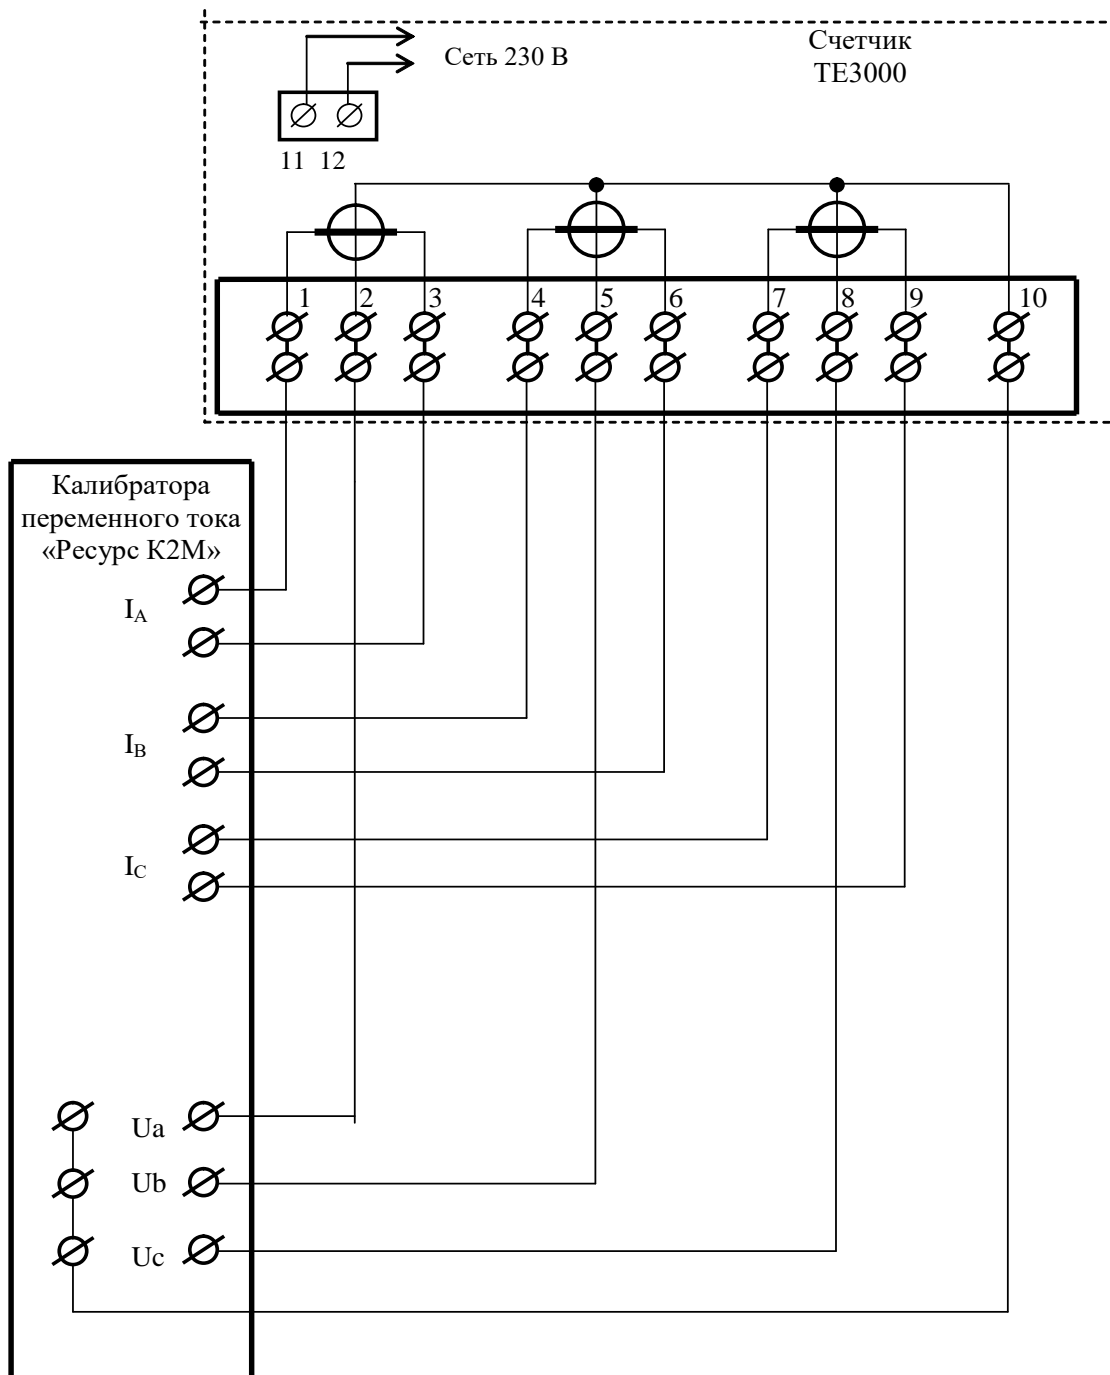 Сеть 230 В
Счетчик
ТЕ3000
11 12
1 2 3 4 5 6 7 8 9 10
Калибратора
переменного тока
«Ресурс К2М»
IA
IB
IC
Ua
Ub
Uc